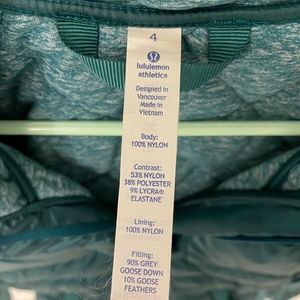 4
lululemon
athletica
Designed in
Vancouver
Made in
Vietnam
Body:
100% NYLON
Contrast:
53% NYLON
38% POLYESTER
9% LYCRA®
ELASTANE
Lining:
100% NYLON
Filling:
90% GREY
GOOSE DOWN
10% GOOSE
FEATHERS